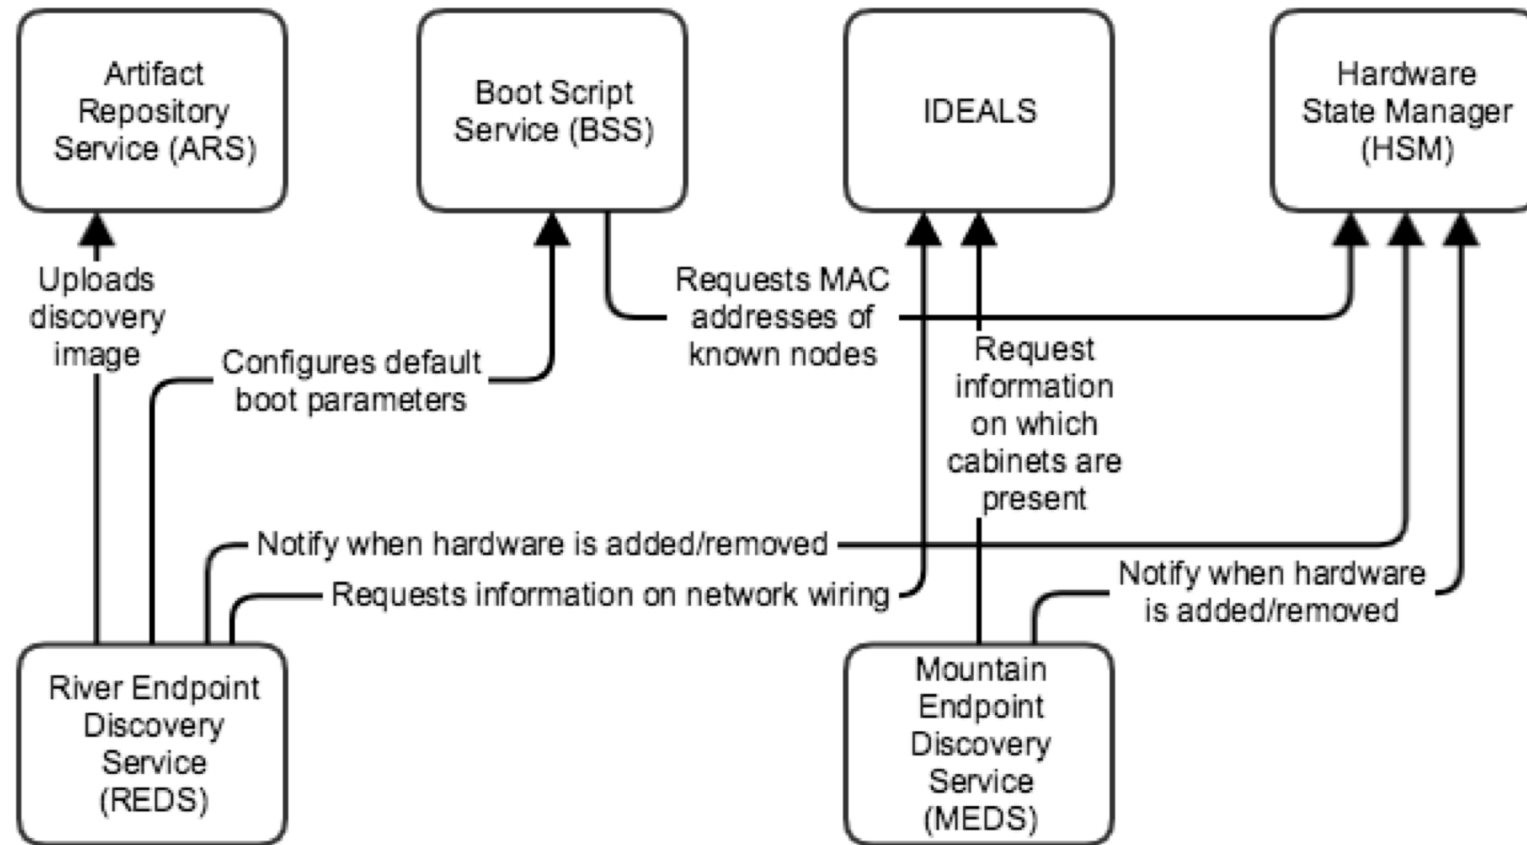 Artifact
Repository
Service (ARS)
Boot Script
Service (BSS)
IDEALS
Hardware
State Manager
(HSM)
Uploads
discovery
image
Configures default
boot parameters
Requests MAC
addresses of
known nodes
Request
information
on which
cabinets are
present
Notify when hardware is added/removed
Requests information on network wiring
Notify when hardware
is added/removed
River Endpoint
Discovery
Service
(REDS)
Mountain
Endpoint
Discovery
Service
(MEDS)